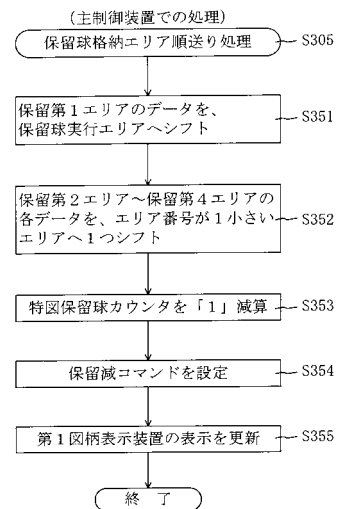 (主制御装置での処理)
保留球格納エリア順送り処理
S305
保留第1エリアのデータを、
保留球実行エリアへシフト
S351
保留第2エリア～保留第4エリアの
各データを、エリア番号が1小さい
エリアへ1つシフト
S352
特図保留球カウンタを「1」減算
S353
保留減コマンドを設定
S354
第1図柄表示装置の表示を更新
S355
終 了